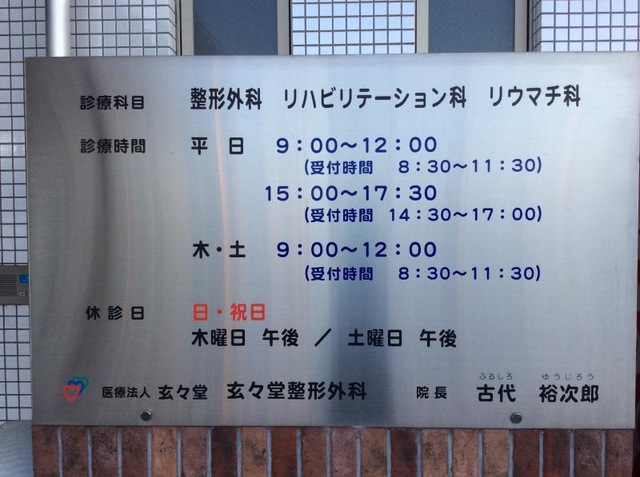 診療科目 整形外科 リハビリテーション科 リウマチ科
診療時間 平日 9:00〜12:00
(受付時間 8:30〜11:30)
15:00〜17:30
(受付時間 14:30〜17:00)
木・土 9:00〜12:00
(受付時間 8:30〜11:30)
休診日 日・祝日
木曜日 午後 / 土曜日 午後
ふるしろ ゆうじろう
医療法人 玄々堂 玄々堂整形外科 院長 古代 裕次郎